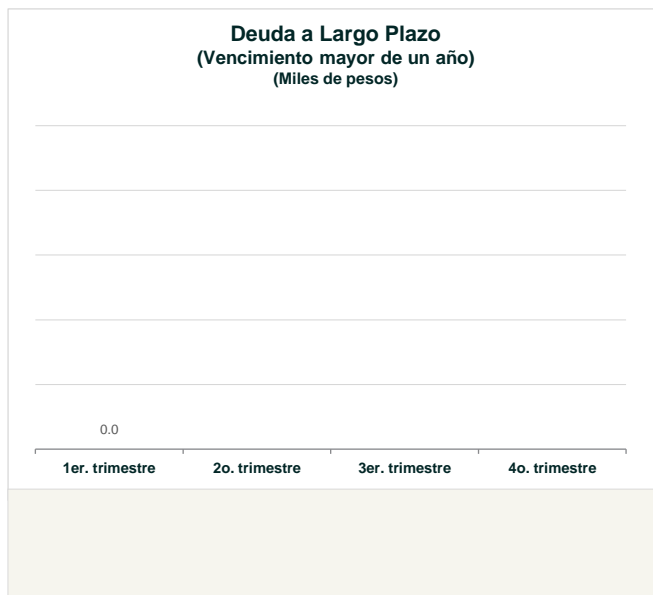 Deuda a Largo Plazo
(Vencimiento mayor de un año)
(Miles de pesos)
0.0
1er. trimestre 2o. trimestre 3er. trimestre 4o. trimestre